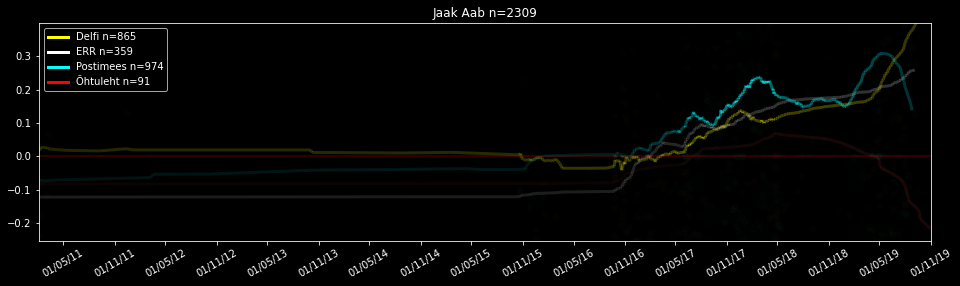 Jaak Aab n=2309
Delfi n=865
ERR n=359
Postimees n=974
Õhtuleht n=91
0.3
0.2
0.1
0.0
−0.1
−0.2
01/05/11 01/11/11 01/05/12 01/11/12 01/05/13 01/11/13 01/05/14 01/11/14 01/05/15 01/11/15 01/05/16 01/11/16 01/05/17 01/11/17 01/05/18 01/11/18 01/05/19 01/11/19